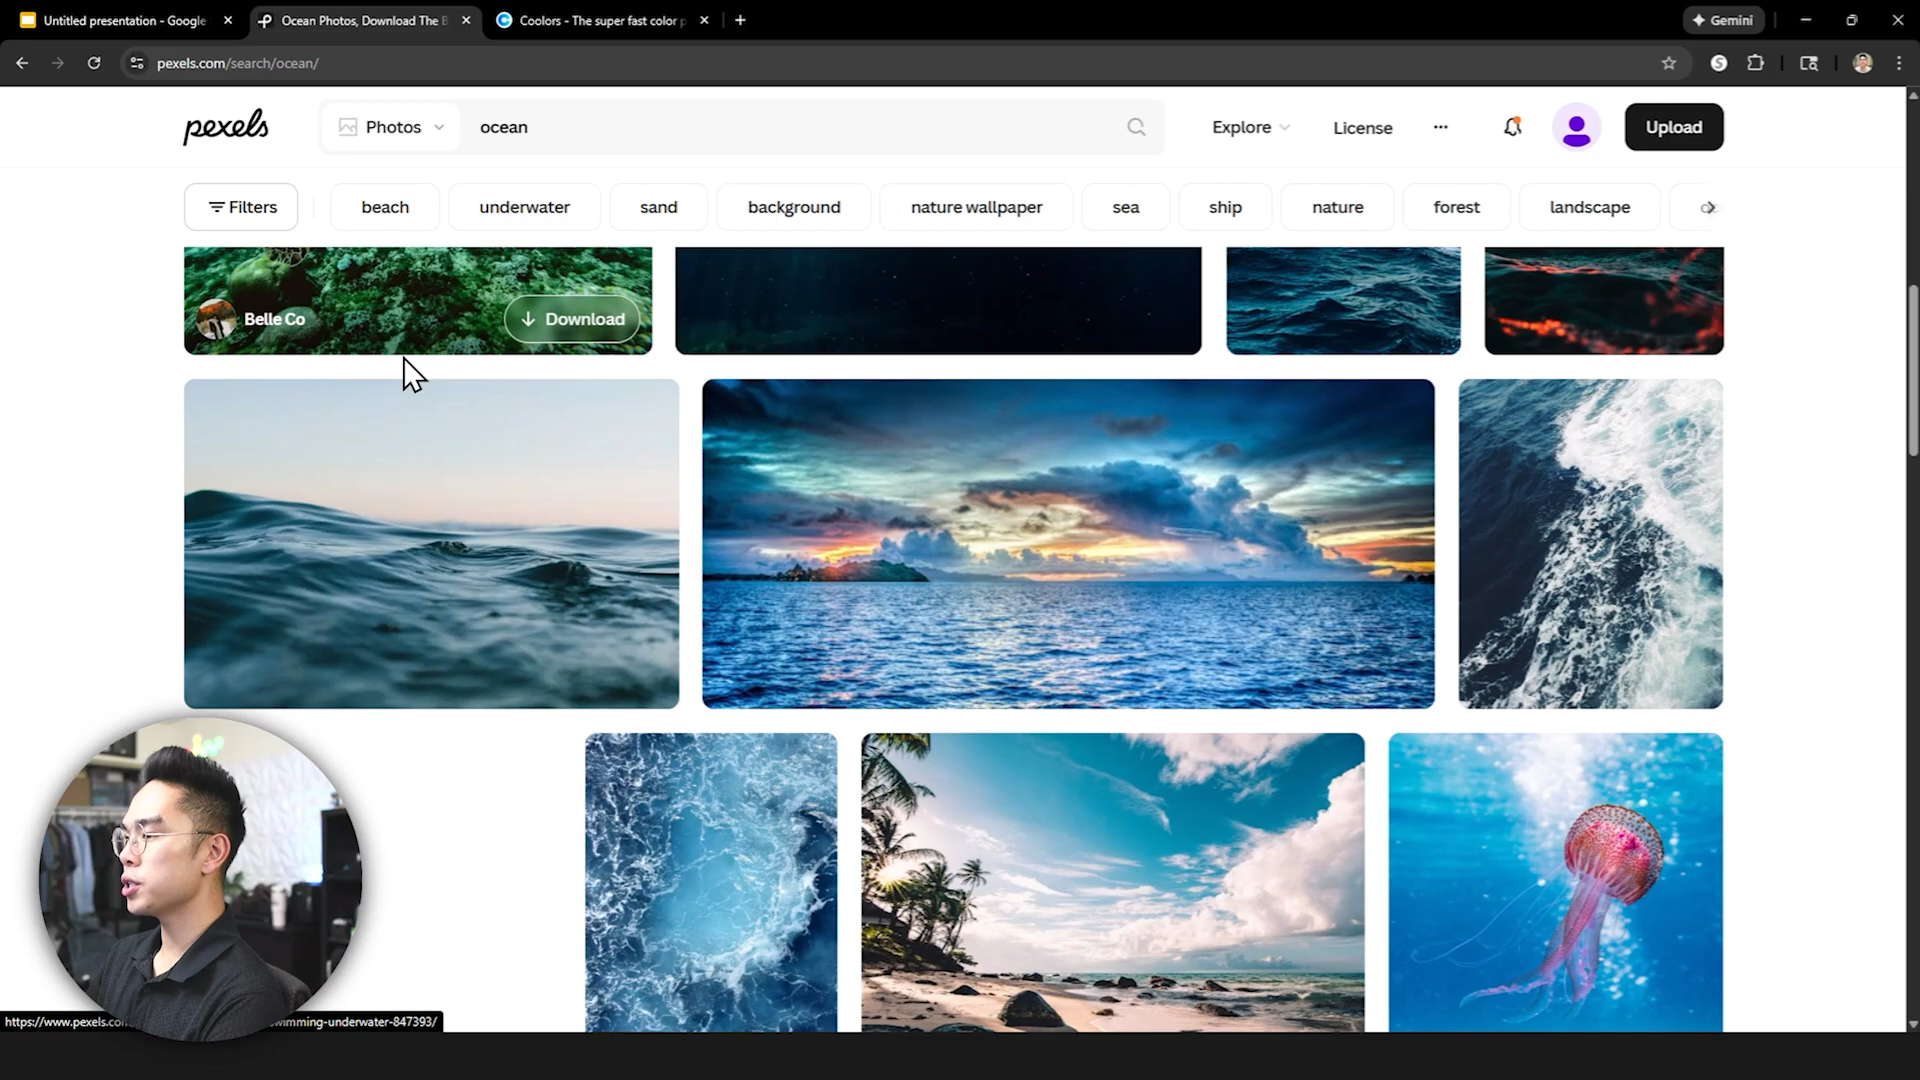 Untitled presentation - Google
Ocean Photos, Download The B
Coolors - The super fast color p
Gemini
pexels.com/search/ocean/
pexels
Photos
ocean
Explore
License
Upload
Filters
beach
underwater
sand
background
nature wallpaper
sea
ship
nature
forest
landscape
Belle Co
Download
https://www.pexels.co
wimming-underwater-847393/